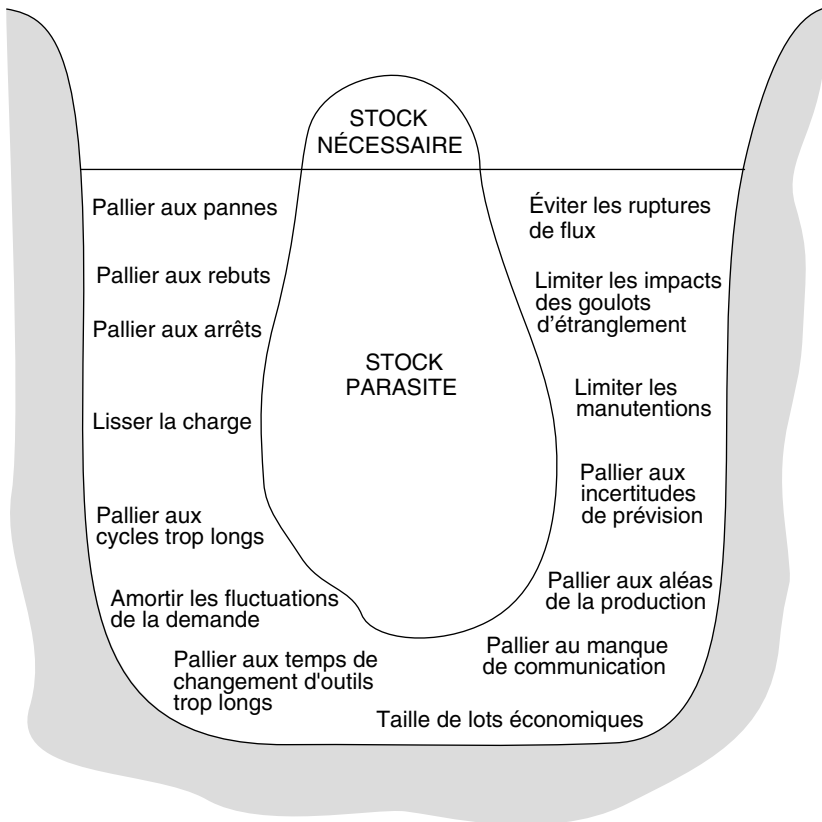 STOCK
NÉCESSAIRE
Pallier aux pannes
Pallier aux rebuts
Pallier aux arrêts
Lisser la charge
Pallier aux
cycles trop longs
Amortir les fluctuations
de la demande
Pallier aux temps de
changement d'outils
trop longs
STOCK
PARASITE
Éviter les ruptures
de flux
Limiter les impacts
des goulots
d’étranglement
Limiter les
manutentions
Pallier aux
incertitudes
de prévision
Pallier aux aléas
de la production
Pallier au manque
de communication
Taille de lots économiques